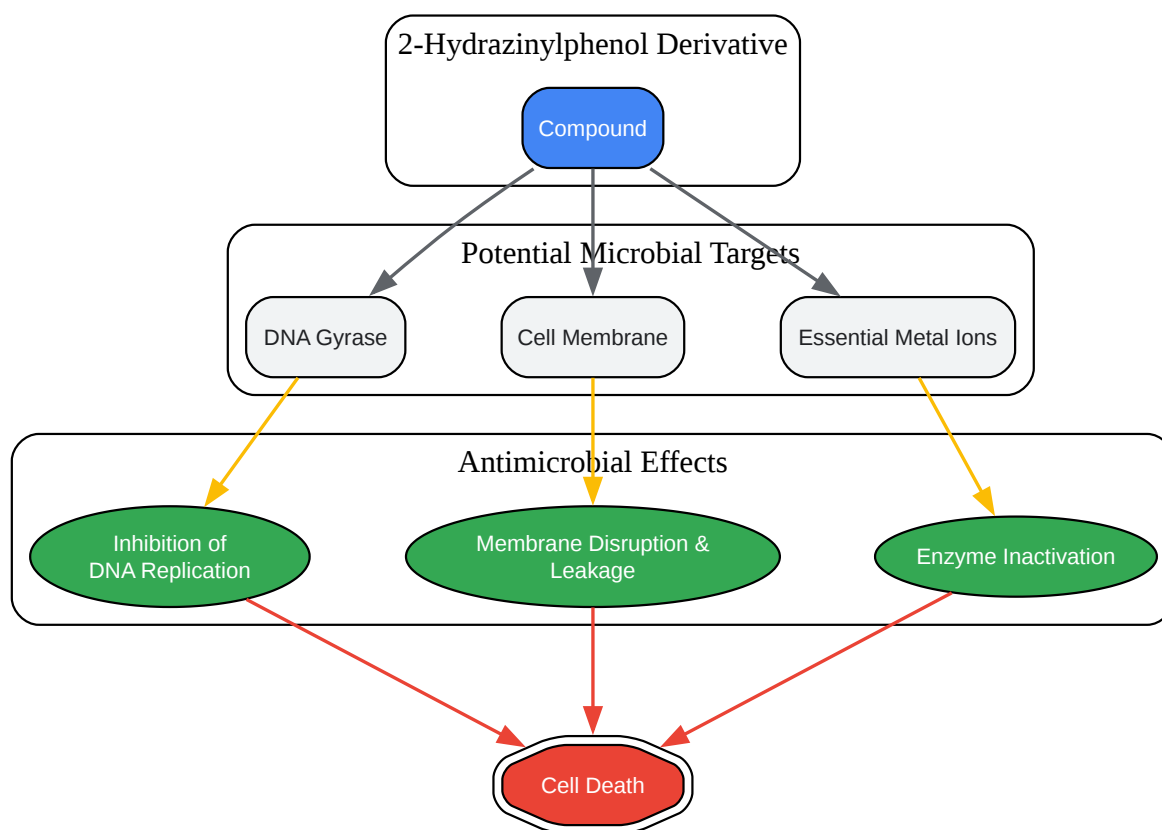 2-Hydrazinylphenol Derivative
Compound
Potential Microbial Targets
DNA Gyrase
Cell Membrane
Essential Metal Ions
Antimicrobial Effects
Inhibition of
DNA Replication
Membrane Disruption &
Leakage
Enzyme Inactivation
Cell Death